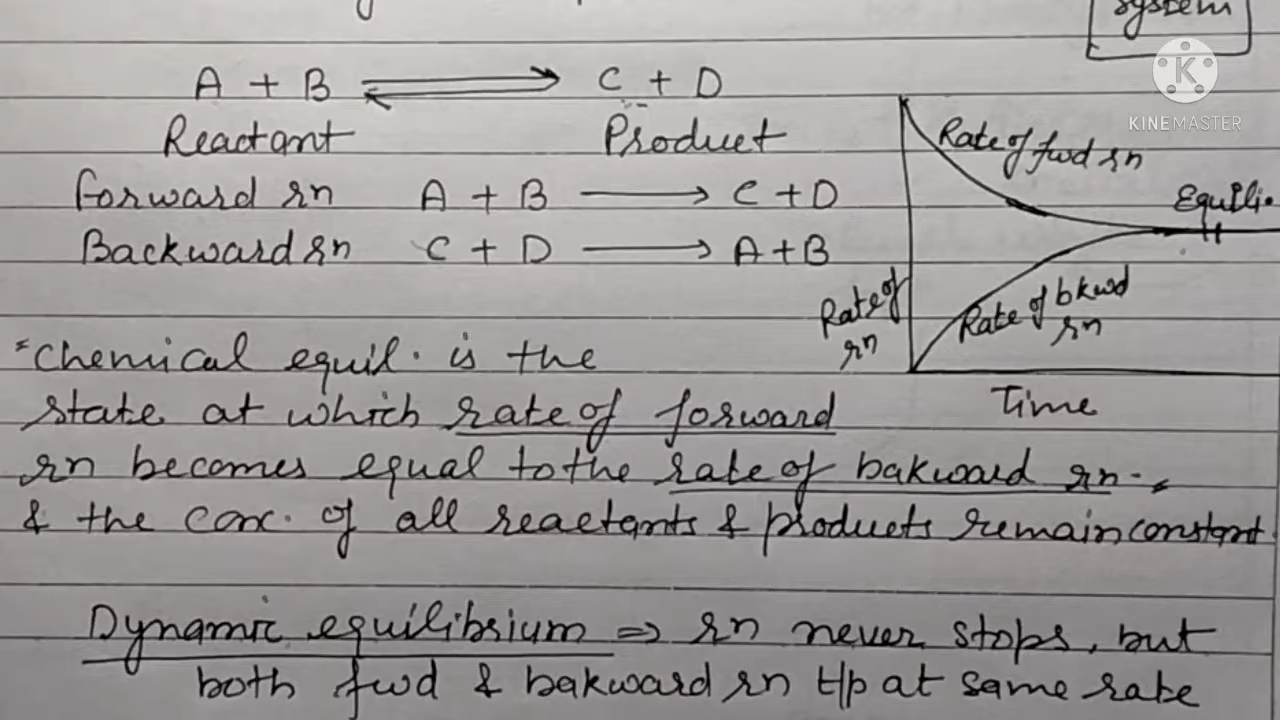 system
A + B ⇌ C + D
Reactant Product
Forward rn A + B ⟶ C + D
Backward rn C + D ⟶ A + B
Rate of fwd rn
Equili.
Rate of bkwd
rn
Rate of
rn
Time
"Chemical equil. is the
state at which rate of forward
rn becomes equal to the rate of bakward rn."
& the conc. of all reactants & products remain constant.
Dynamic equilibrium ⇒ rn never stops, but
both fwd & bakward rn t/p at same rate
KINEMASTER